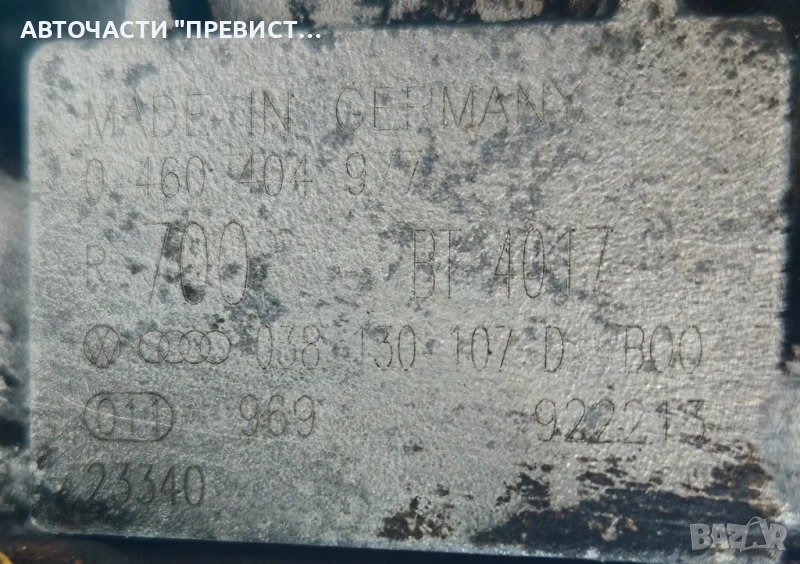 АВТОЧАСТИ "ПРЕВИСТ...
MADE IN GERMANY
0 460 404 977
R 700 BT 4017
038 130 107 D B00
011 969 922213
23340
BAZAR